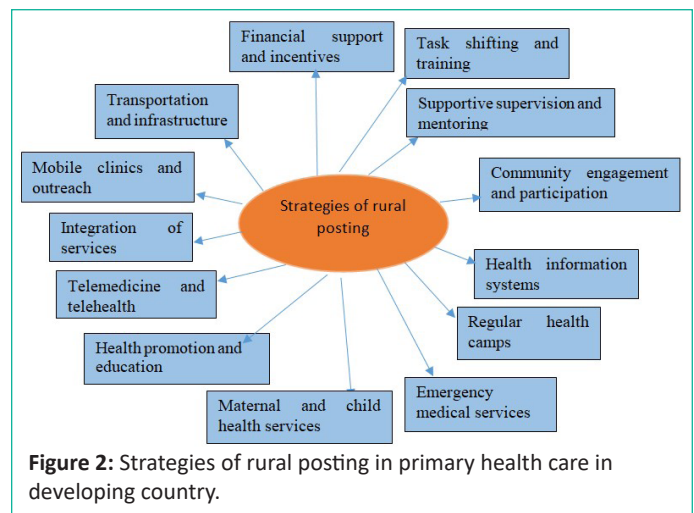 Financial support
and incentives
Task shifting and
training
Transportation
and infrastructure
Supportive supervision and
mentoring
Mobile clinics and
outreach
Community engagement
and participation
Strategies of rural
posting
Integration of
services
Health information
systems
Telemedicine and
telehealth
Regular health
camps
Health promotion and
education
Emergency
medical services
Maternal and child
health services
Figure 2: Strategies of rural posting in primary health care in
developing country.